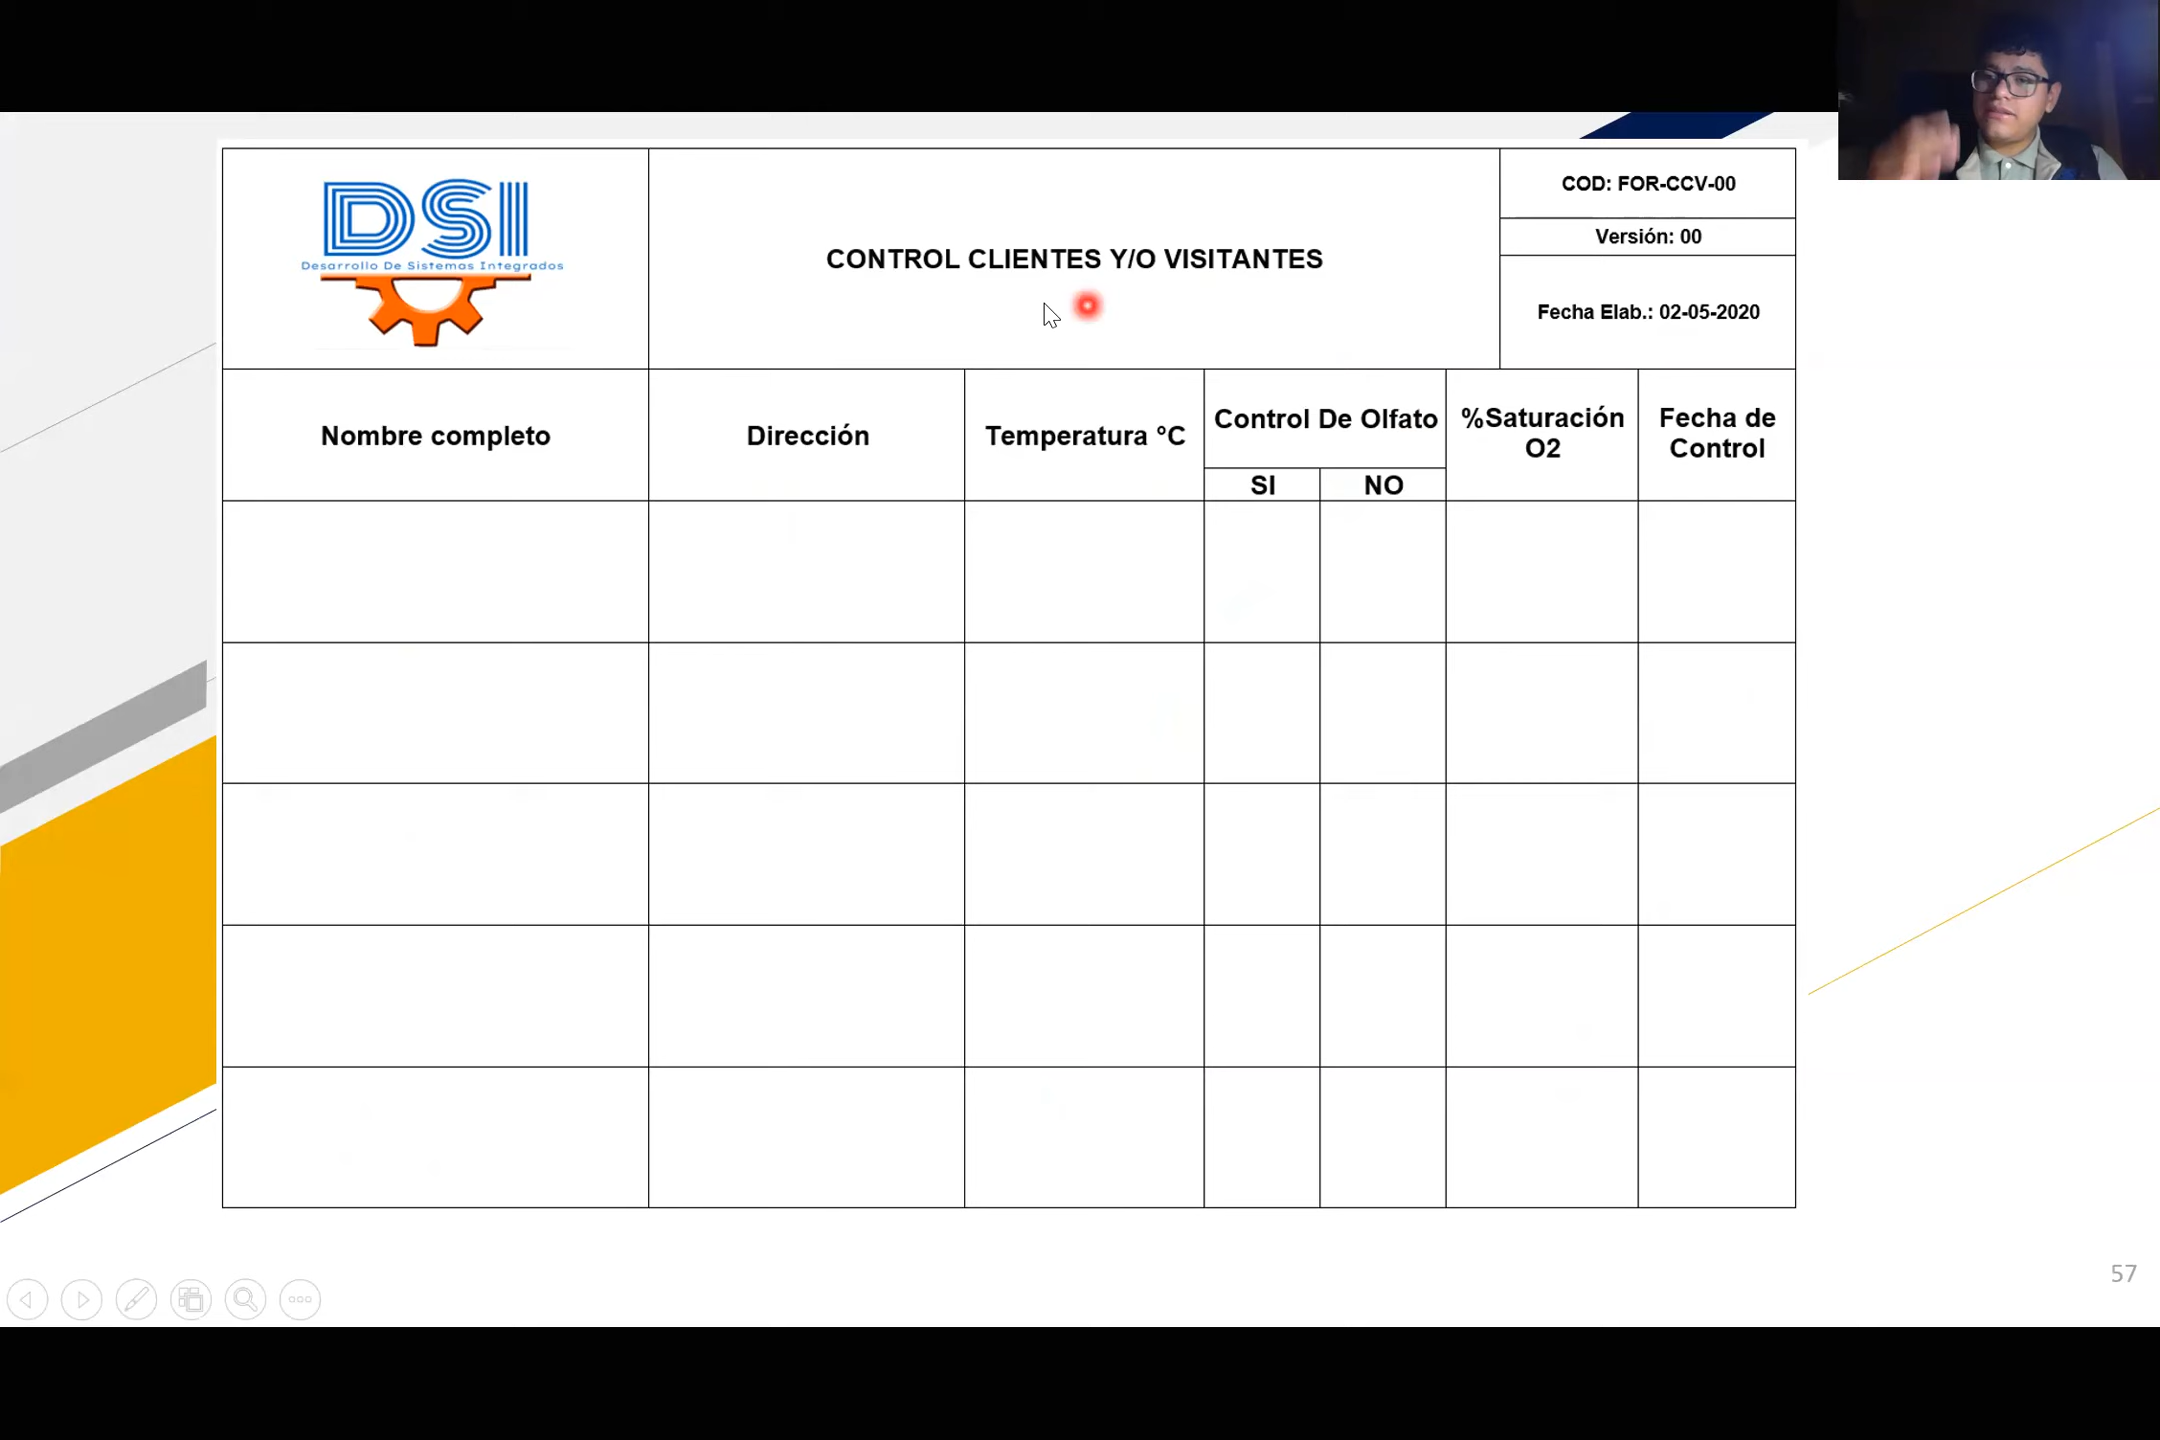 DSI
Desarrollo De Sistemas Integrados
CONTROL CLIENTES Y/O VISITANTES
COD: FOR-CCV-00
Versión: 00
Fecha Elab.: 02-05-2020
Nombre completo
Dirección
Temperatura °C
Control De Olfato
SI
NO
%Saturación
O2
Fecha de
Control
57